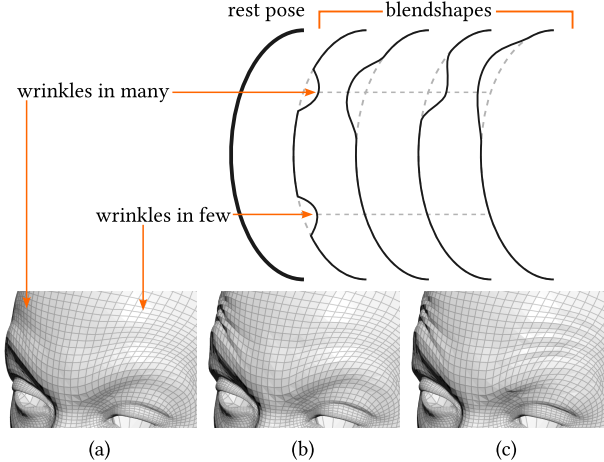 rest pose
blendshapes
wrinkles in many
wrinkles in few
(a)
(b)
(c)